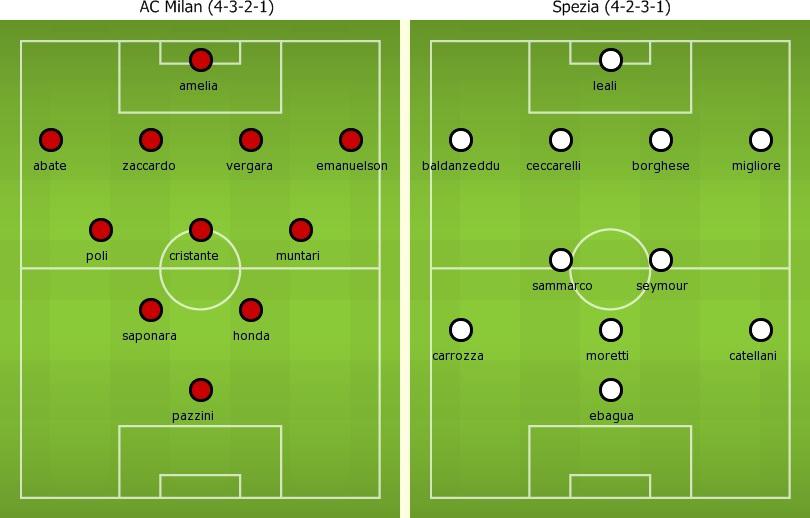 AC Milan (4-3-2-1)
Spezia (4-2-3-1)
amelia
abate
zaccardo
vergara
emanuelson
poli
cristante
muntari
saponara
honda
pazzini
leali
baldanzeddu
ceccarelli
borghese
migliore
sammarco
seymour
carrozza
moretti
catellani
ebagua